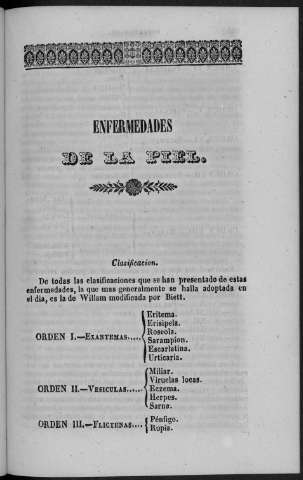 ENFERMEDADES
DE LA PIEL.
Clasificacion.
De todas las clasificaciones que se han presentado de estas
enfermedades, la que mas generalmente se halla adoptada en
el dia, es la de Willam modificada por Biett.
ORDEN I.—EXANTEMAS.....
Eritema.
Erisipela.
Roseola.
Sarampion.
Escarlatina.
Urticaria.
ORDEN II.—VESICULAS.....
Miliar.
Viruelas locas.
Eczema.
Herpes.
Sarna.
ORDEN III.—FLICTENAS....
Pénfigo.
Rupia.